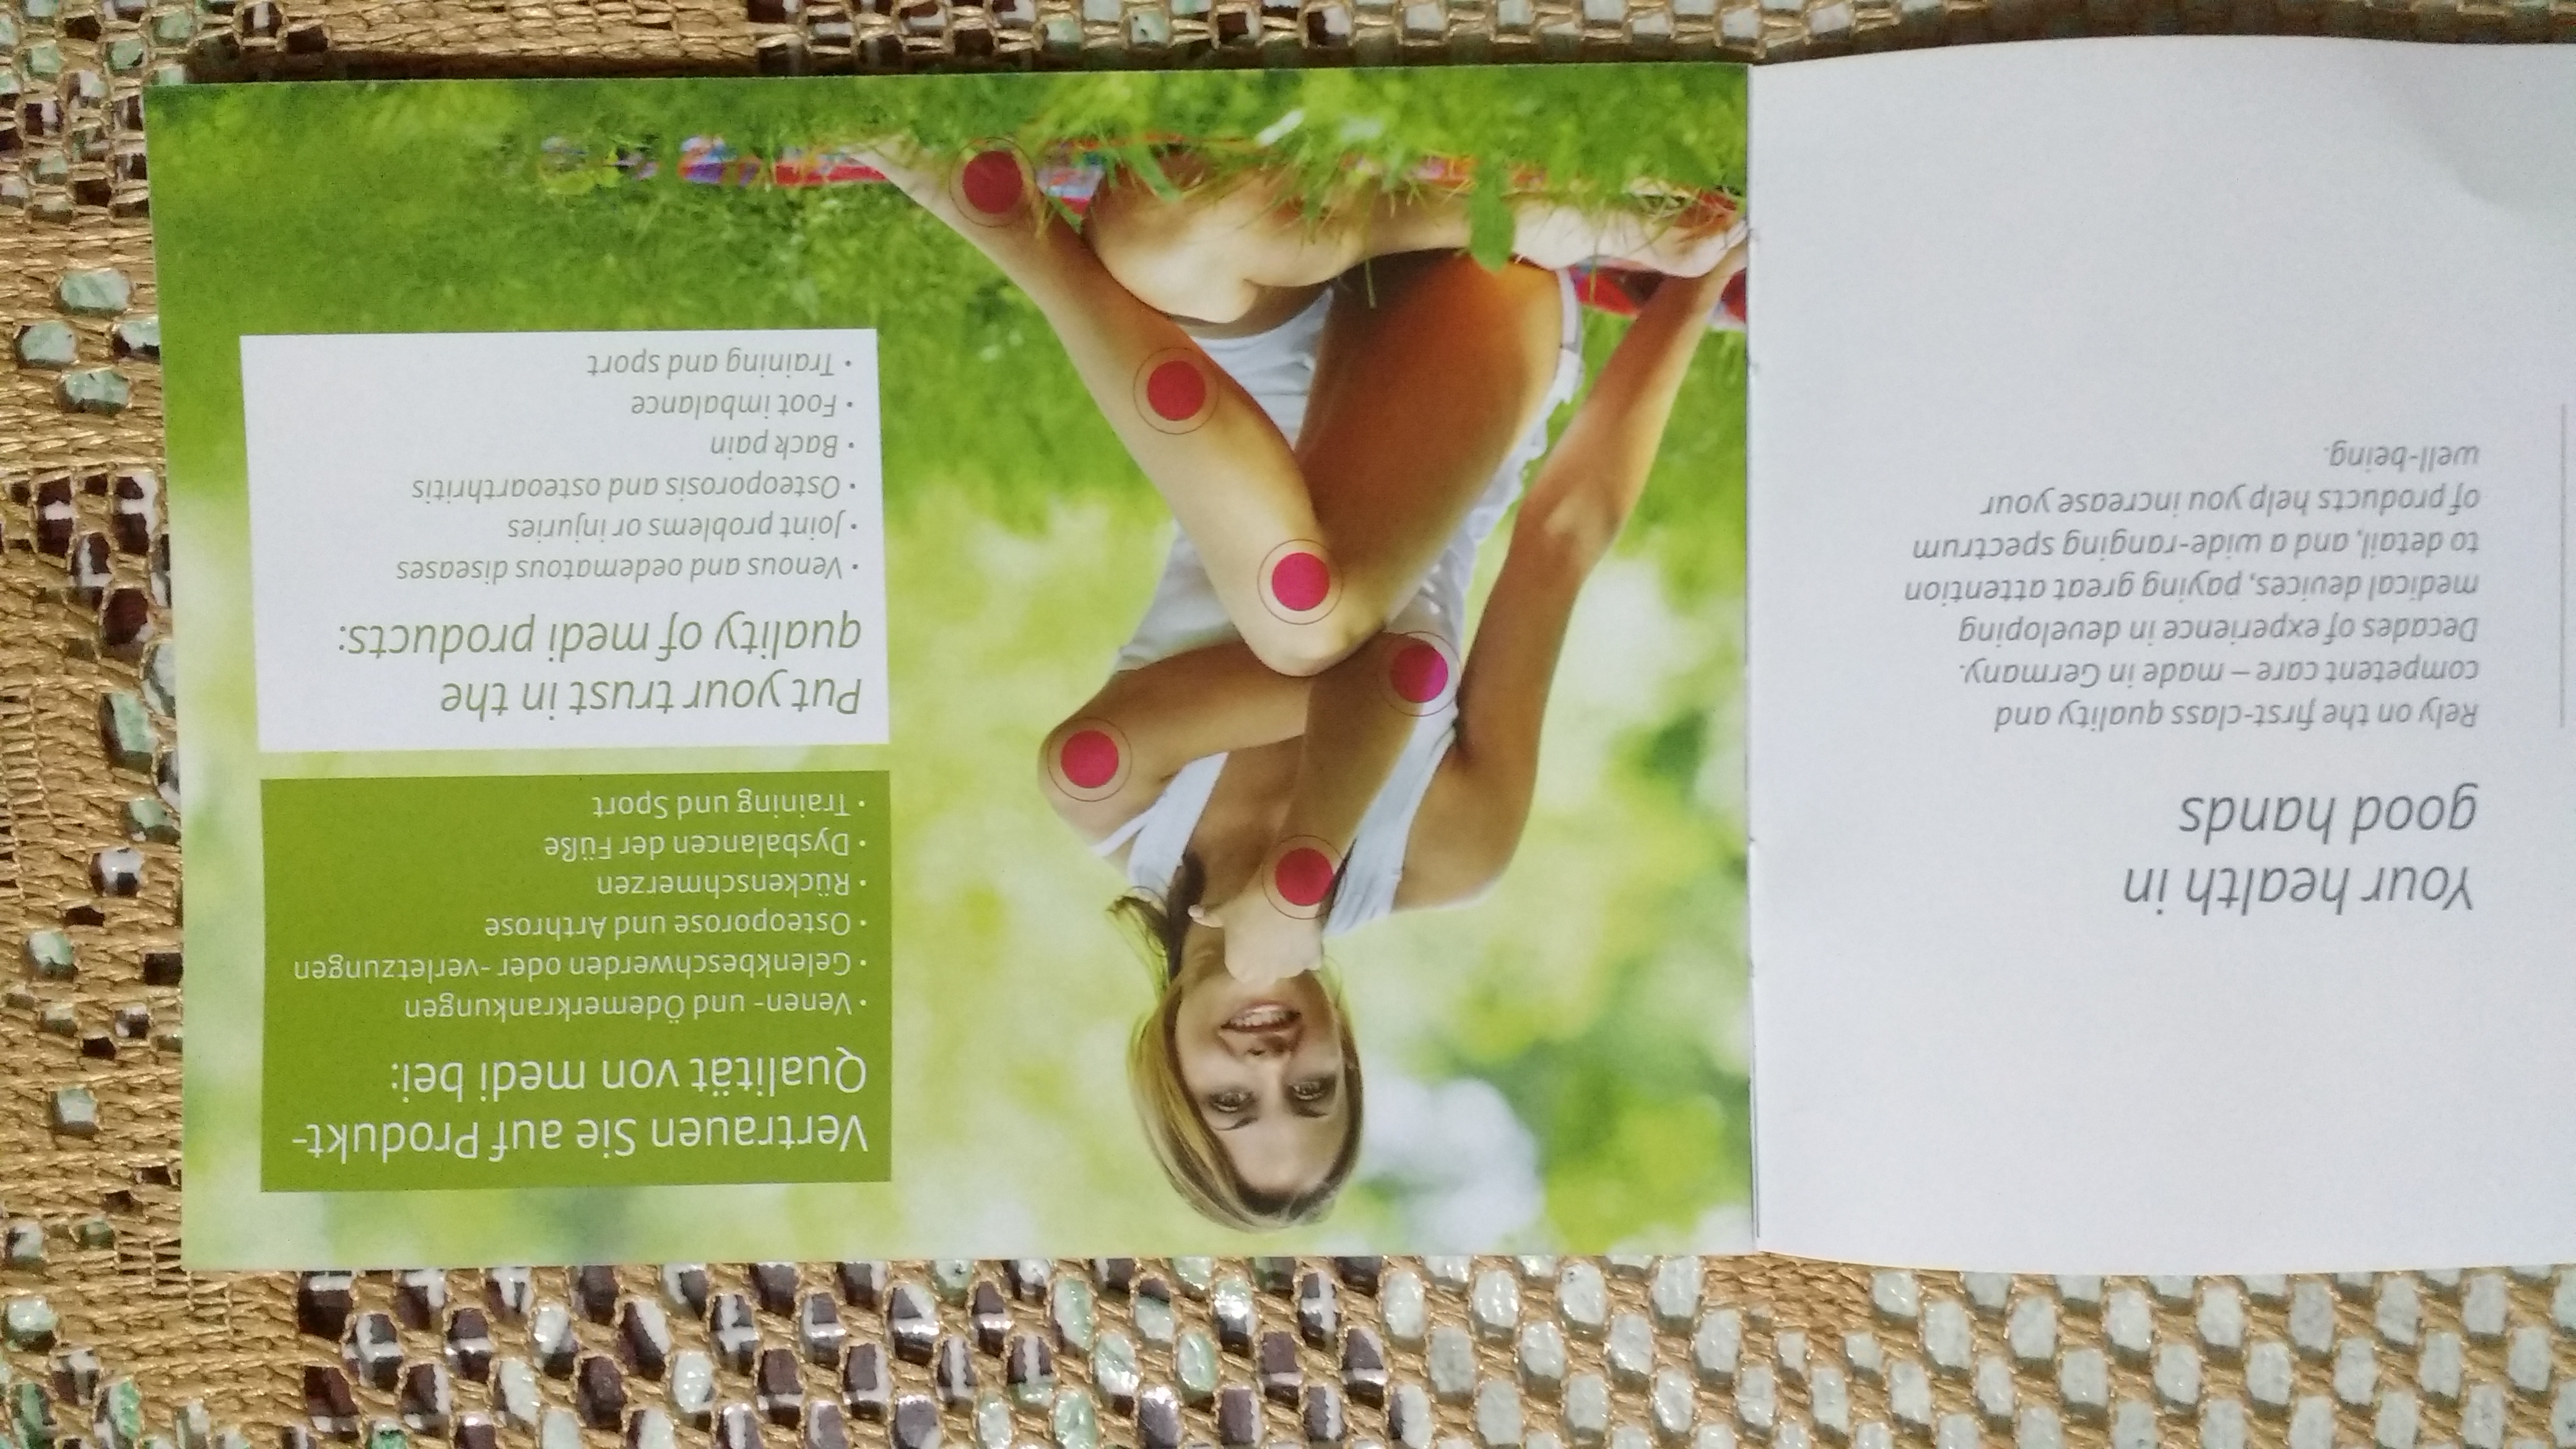 Your health in
good hands
Rely on the first-class quality and
competent care – made in Germany.
Decades of experience in developing
medical devices, paying great attention
to detail, and a wide-ranging spectrum
of products help you increase your
well-being.
Vertrauen Sie auf Produkt-
Qualität von medi bei:
• Venen- und Ödemerkrankungen
• Gelenkbeschwerden oder -verletzungen
• Osteoporose und Arthrose
• Rückenschmerzen
• Dysbalancen der Füße
• Training und Sport
Put your trust in the
quality of medi products:
• Venous and oedematous diseases
• Joint problems or injuries
• Osteoporosis and osteoarthritis
• Back pain
• Foot imbalance
• Training and sport